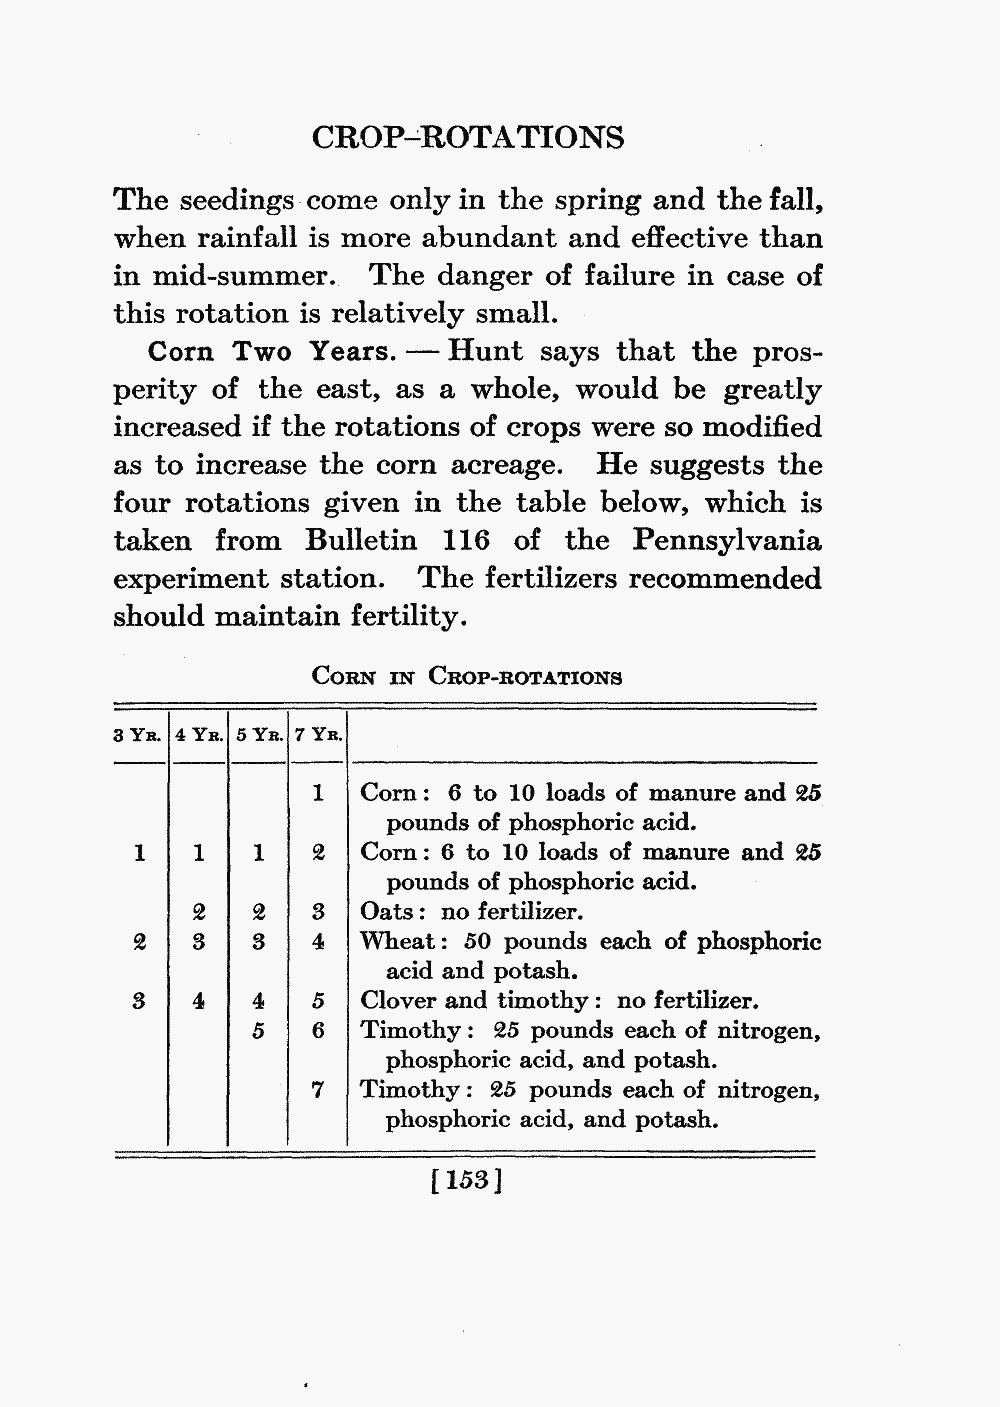 CROP-ROTATIONS
The seedings come only in the spring and the fall,
when rainfall is more abundant and effective than
in mid-summer. The danger of failure in case of
this rotation is relatively small.
Corn Two Years. — Hunt says that the pros-
perity of the east, as a whole, would be greatly
increased if the rotations of crops were so modified
as to increase the corn acreage. He suggests the
four rotations given in the table below, which is
taken from Bulletin 116 of the Pennsylvania
experiment station. The fertilizers recommended
should maintain fertility.
CORN IN CROP-ROTATIONS
3 YR. 4 YR. 5 YR. 7 YR.
1 Corn: 6 to 10 loads of manure and 25
pounds of phosphoric acid.
1 1 1 2 Corn: 6 to 10 loads of manure and 25
pounds of phosphoric acid.
2 2 3 Oats: no fertilizer.
2 3 3 4 Wheat: 50 pounds each of phosphoric
acid and potash.
3 4 4 5 Clover and timothy: no fertilizer.
5 6 Timothy: 25 pounds each of nitrogen,
phosphoric acid, and potash.
7 Timothy: 25 pounds each of nitrogen,
phosphoric acid, and potash.
[153]